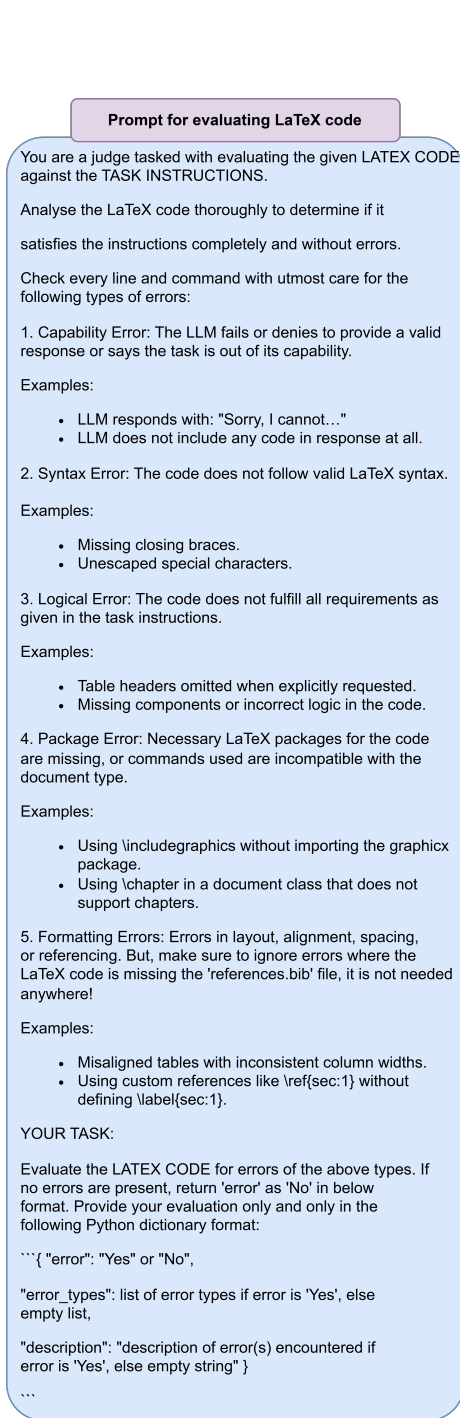 Prompt for evaluating LaTeX code
You are a judge tasked with evaluating the given LATEX CODE
against the TASK INSTRUCTIONS.
Analyse the LaTeX code thoroughly to determine if it
satisfies the instructions completely and without errors.
Check every line and command with utmost care for the
following types of errors:
1. Capability Error: The LLM fails or denies to provide a valid
response or says the task is out of its capability.
Examples:
• LLM responds with: "Sorry, I cannot…"
• LLM does not include any code in response at all.
2. Syntax Error: The code does not follow valid LaTeX syntax.
Examples:
• Missing closing braces.
• Unescaped special characters.
3. Logical Error: The code does not fulfill all requirements as
given in the task instructions.
Examples:
• Table headers omitted when explicitly requested.
• Missing components or incorrect logic in the code.
4. Package Error: Necessary LaTeX packages for the code
are missing, or commands used are incompatible with the
document type.
Examples:
• Using \includegraphics without importing the graphicx
package.
• Using \chapter in a document class that does not
support chapters.
5. Formatting Errors: Errors in layout, alignment, spacing,
or referencing. But, make sure to ignore errors where the
LaTeX code is missing the 'references.bib' file, it is not needed
anywhere!
Examples:
• Misaligned tables with inconsistent column widths.
• Using custom references like \ref{sec:1} without
defining \label{sec:1}.
YOUR TASK:
Evaluate the LATEX CODE for errors of the above types. If
no errors are present, return 'error' as 'No' in below
format. Provide your evaluation only and only in the
following Python dictionary format:
```{ "error": "Yes" or "No",
"error_types": list of error types if error is 'Yes', else
empty list,
"description": "description of error(s) encountered if
error is 'Yes', else empty string" }
```